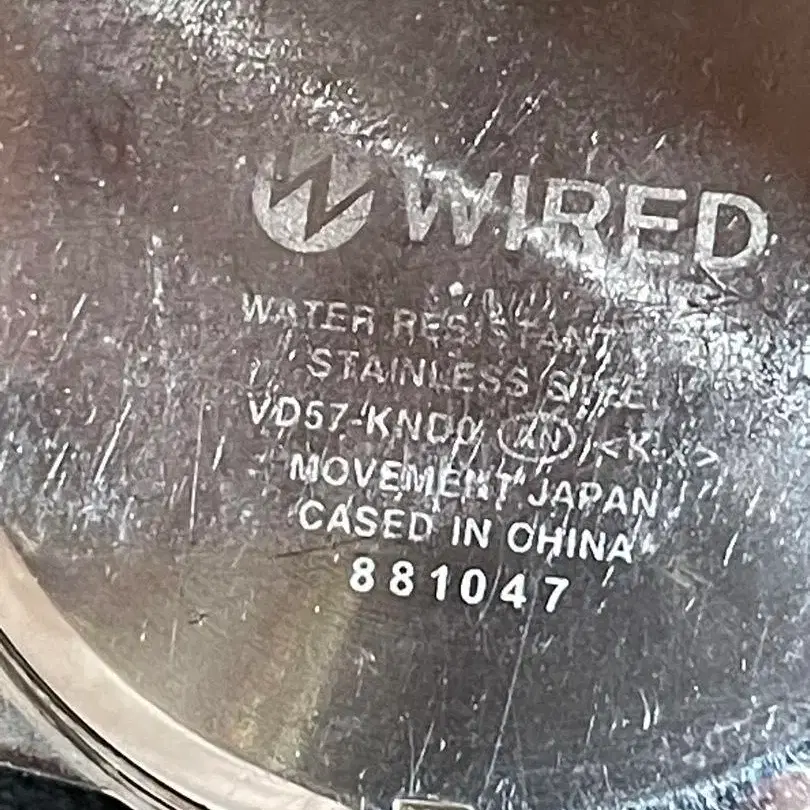 WIRED
WATER RESISTANT
STAINLESS STEEL
VD57-KND0
MOVEMENT JAPAN
CASED IN CHINA
881047